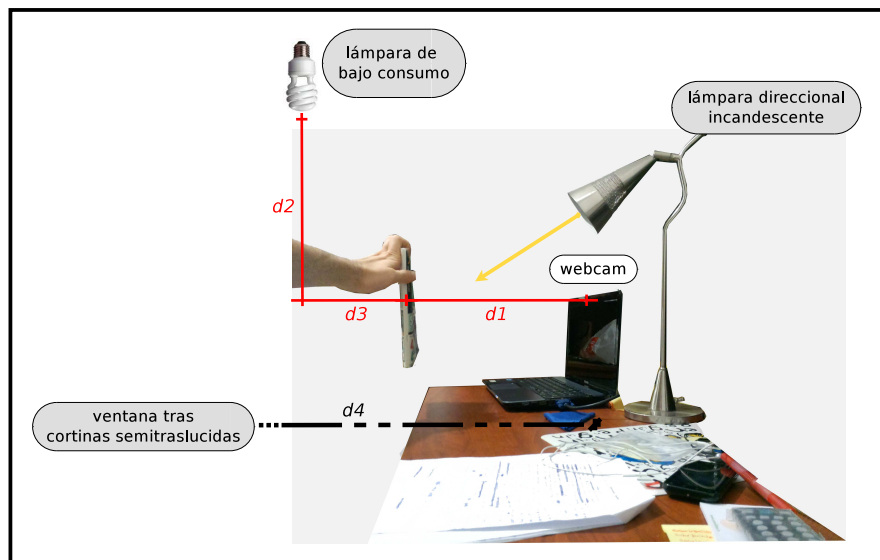 lámpara de
bajo consumo
lámpara direccional
incandescente
d2
webcam
d3
d1
d4
ventana tras
cortinas semitraslucidas